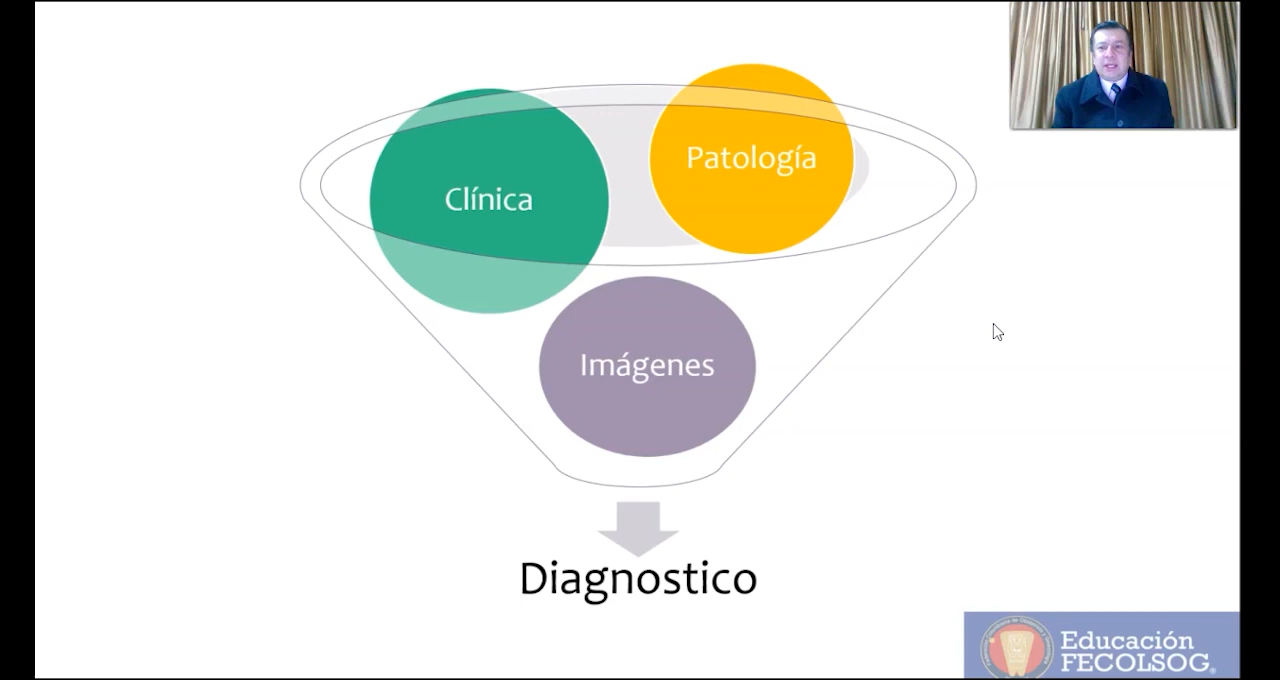 Clínica
Patología
Imágenes
Diagnostico
Educación
FECOLSOG